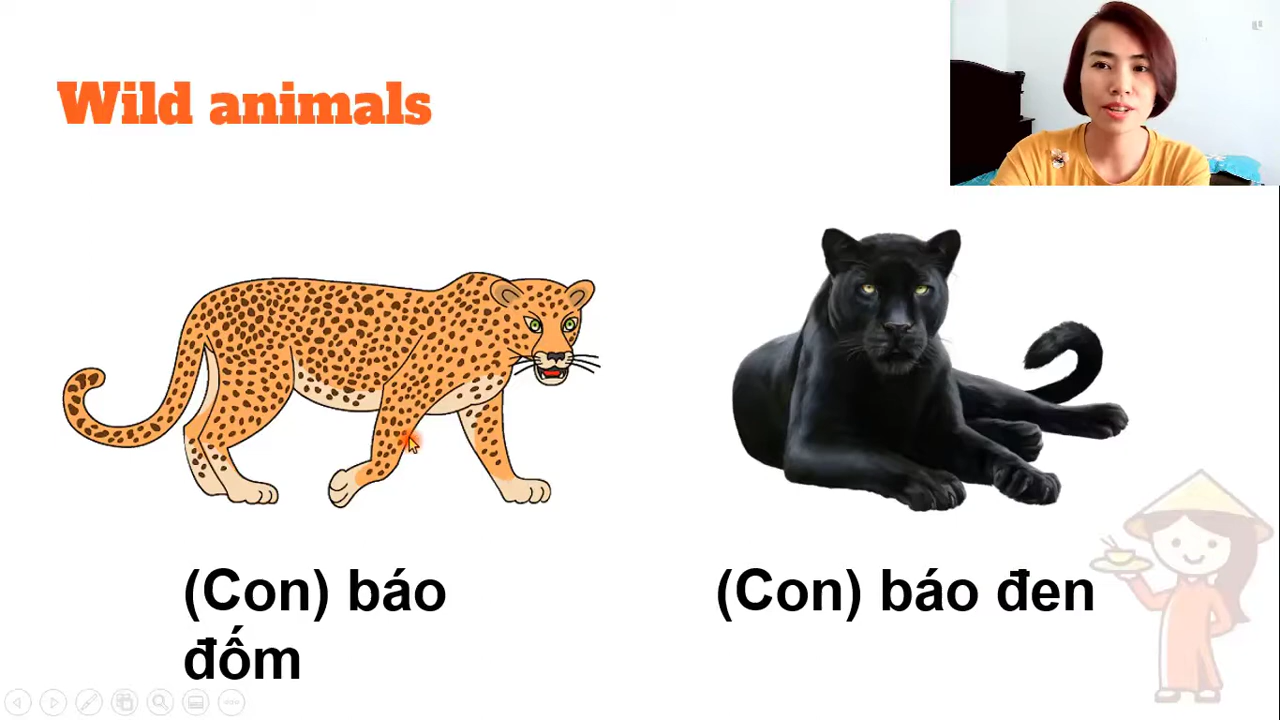 Wild animals
(Con) báo
đốm
(Con) báo đen